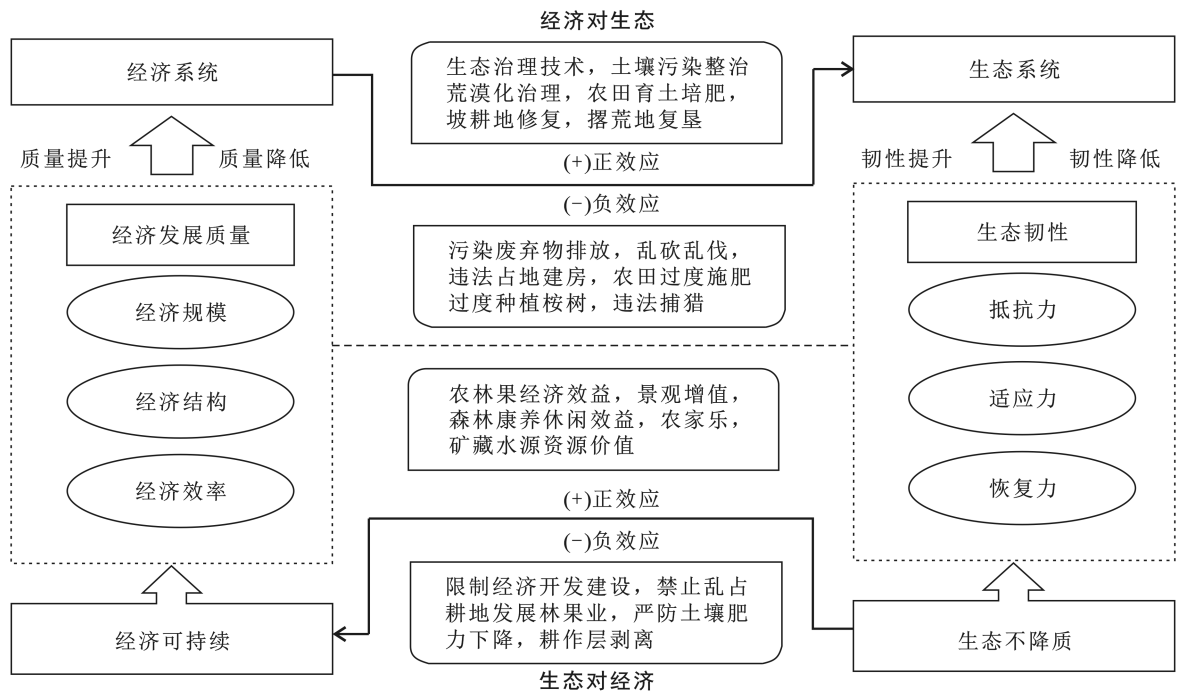 经济对生态
经济系统
生态治理技术，土壤污染整治
荒漠化治理，农田育土培肥，
坡耕地修复，撂荒地复垦
生态系统
质量提升
质量降低
(+)正效应
韧性提升
韧性降低
(−)负效应
经济发展质量
经济规模
经济结构
经济效率
污染废弃物排放，乱砍乱伐，
违法占地建房，农田过度施肥
过度种植桉树，违法捕猎
生态韧性
抵抗力
适应力
恢复力
农林果经济效益，景观增值，
森林康养休闲效益，农家乐，
矿藏水源资源价值
(+)正效应
(−)负效应
经济可持续
限制经济开发建设，禁止乱占
耕地发展林果业，严防土壤肥
力下降，耕作层剥离
生态不降质
生态对经济